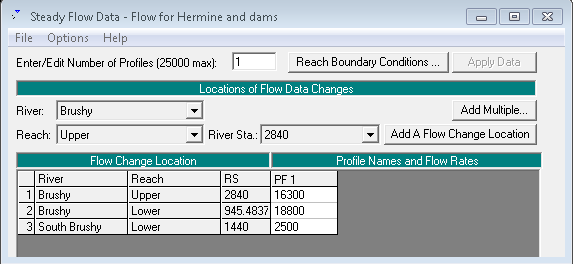 Steady Flow Data - Flow for Hermine and dams
File Options Help
Enter/Edit Number of Profiles (25000 max): 1 Reach Boundary Conditions ... Apply Data
Locations of Flow Data Changes
River: Brushy Add Multiple...
Reach: Upper River Sta.: 2840 Add A Flow Change Location
Flow Change Location Profile Names and Flow Rates
River Reach RS PF 1
1 Brushy Upper 2840 16300
2 Brushy Lower 945.4837 18800
3 South Brushy Lower 1440 2500